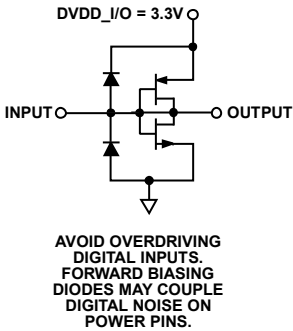 DVDD_I/O = 3.3V
INPUT
OUTPUT
AVOID OVERDRIVING
DIGITAL INPUTS.
FORWARD BIASING
DIODES MAY COUPLE
DIGITAL NOISE ON
POWER PINS.